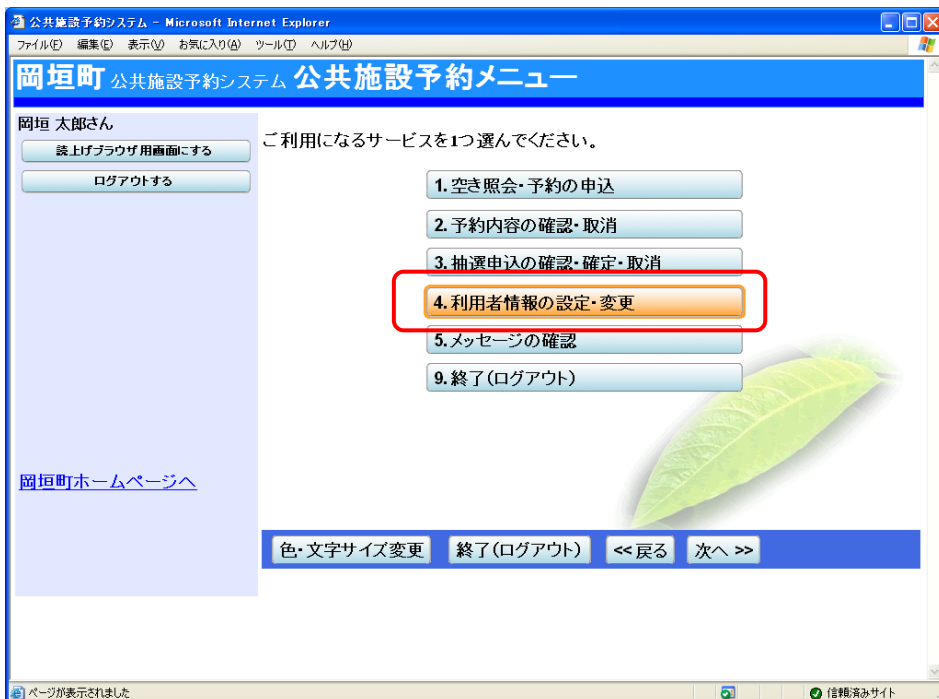 公共施設予約システム - Microsoft Internet Explorer
ファイル(F) 編集(E) 表示(V) お気に入り(A) ツール(T) ヘルプ(H)
岡垣町 公共施設予約システム 公共施設予約メニュー
岡垣 太郎さん
読上げブラウザ用画面にする
ログアウトする
岡垣町ホームページへ
ご利用になるサービスを1つ選んでください。
1.空き照会・予約の申込
2.予約内容の確認・取消
3.抽選申込の確認・確定・取消
4.利用者情報の設定・変更
5.メッセージの確認
9.終了(ログアウト)
色・文字サイズ変更 終了(ログアウト) <<戻る 次へ >>
ページが表示されました 信頼済みサイト